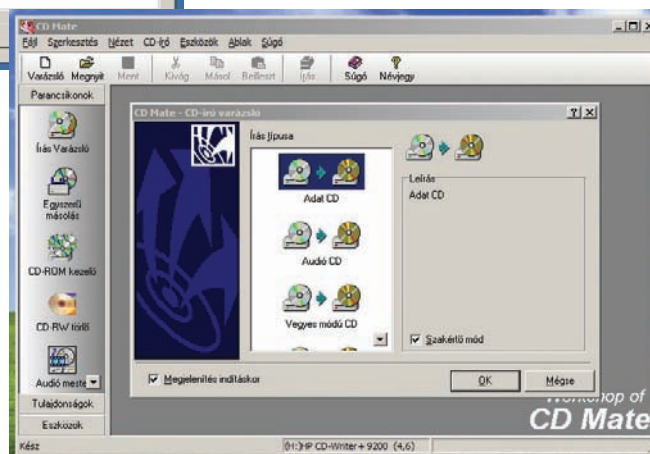 CD Mate
Fájl Szerkesztés Nézet CD-író Eszközök Ablak Súgó
Varázsló Megnyit Ment Kivág Másol Beilleszt Írás Súgó Névjegy
Parancsikonok
Írás Varázsló
Egyszerű
másolás
CD-ROM kezelő
CD-RW törlő
Audió meste
Tulajdonságok
Eszközök
CD Mate - CD-író varázsló
Írás típusa
Adat CD
Audió CD
Vegyes módú CD
Leírás
Adat CD
Szakértő mód
Megjelenítés indításkor
OK Mégse
Workshop of
CD Mate
Kész
(H:)HP CD-Writer+ 9200 (4,6)